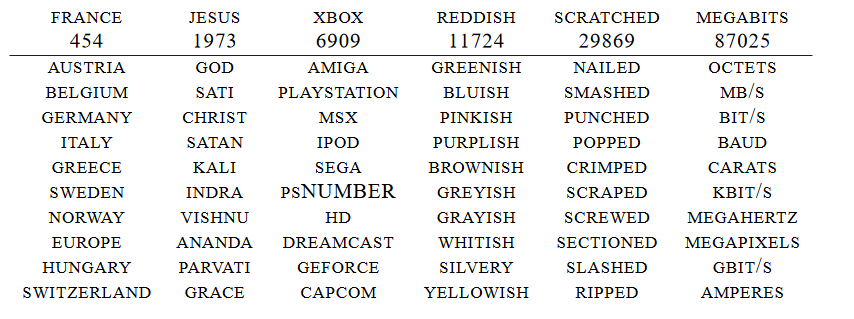 FRANCE JESUS XBOX REDDISH SCRATCHED MEGABITS
454 1973 6909 11724 29869 87025
AUSTRIA GOD AMIGA GREENISH NAILED OCTETS
BELGIUM SATI PLAYSTATION BLUISH SMASHED MB/S
GERMANY CHRIST MSX PINKISH PUNCHED BIT/S
ITALY SATAN IPOD PURPLISH POPPED BAUD
GREECE KALI SEGA BROWNISH CRIMPED CARATS
SWEDEN INDRA PSNUMBER GREYISH SCRAPED KBIT/S
NORWAY VISHNU HD GRAYISH SCREWED MEGAHERTZ
EUROPE ANANDA DREAMCAST WHITISH SECTIONED MEGAPIXELS
HUNGARY PARVATI GEFORCE SILVERY SLASHED GBIT/S
SWITZERLAND GRACE CAPCOM YELLOWISH RIPPED AMPERES